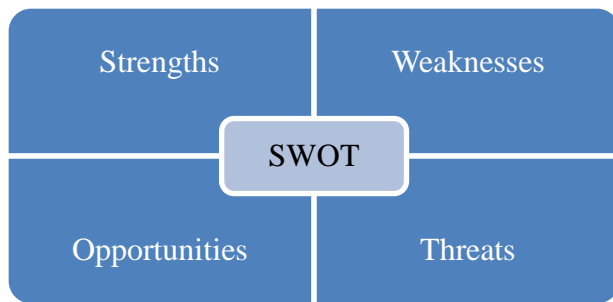 Strengths
Weaknesses
SWOT
Opportunities
Threats